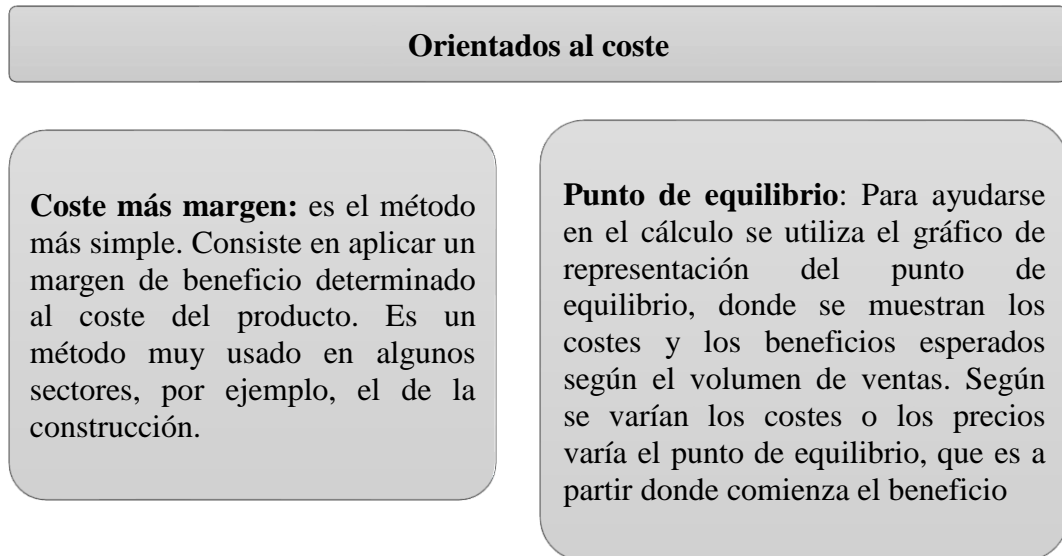 Orientados al coste
Coste más margen: es el método
más simple. Consiste en aplicar un
margen de beneficio determinado
al coste del producto. Es un
método muy usado en algunos
sectores, por ejemplo, el de la
construcción.
Punto de equilibrio: Para ayudarse
en el cálculo se utiliza el gráfico de
representación del punto de
equilibrio, donde se muestran los
costes y los beneficios esperados
según el volumen de ventas. Según
se varían los costes o los precios
varía el punto de equilibrio, que es a
partir donde comienza el beneficio